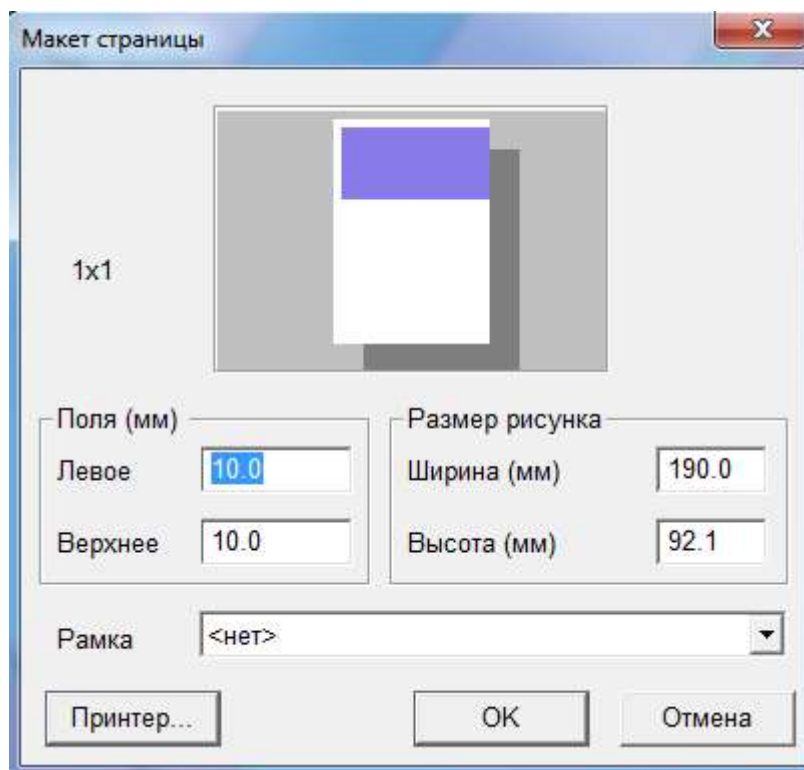 Макет страницы
1x1
Поля (мм)
Левое 10.0
Верхнее 10.0
Размер рисунка
Ширина (мм) 190.0
Высота (мм) 92.1
Рамка <нет>
Принтер... OK Отмена